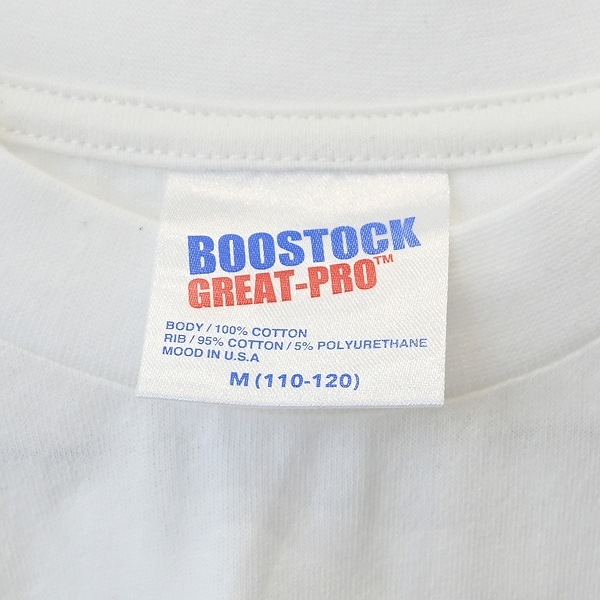 BOOSTOCK
GREAT-PRO™
BODY / 100% COTTON
RIB / 95% COTTON / 5% POLYURETHANE
MOOD IN U.S.A
M (110-120)